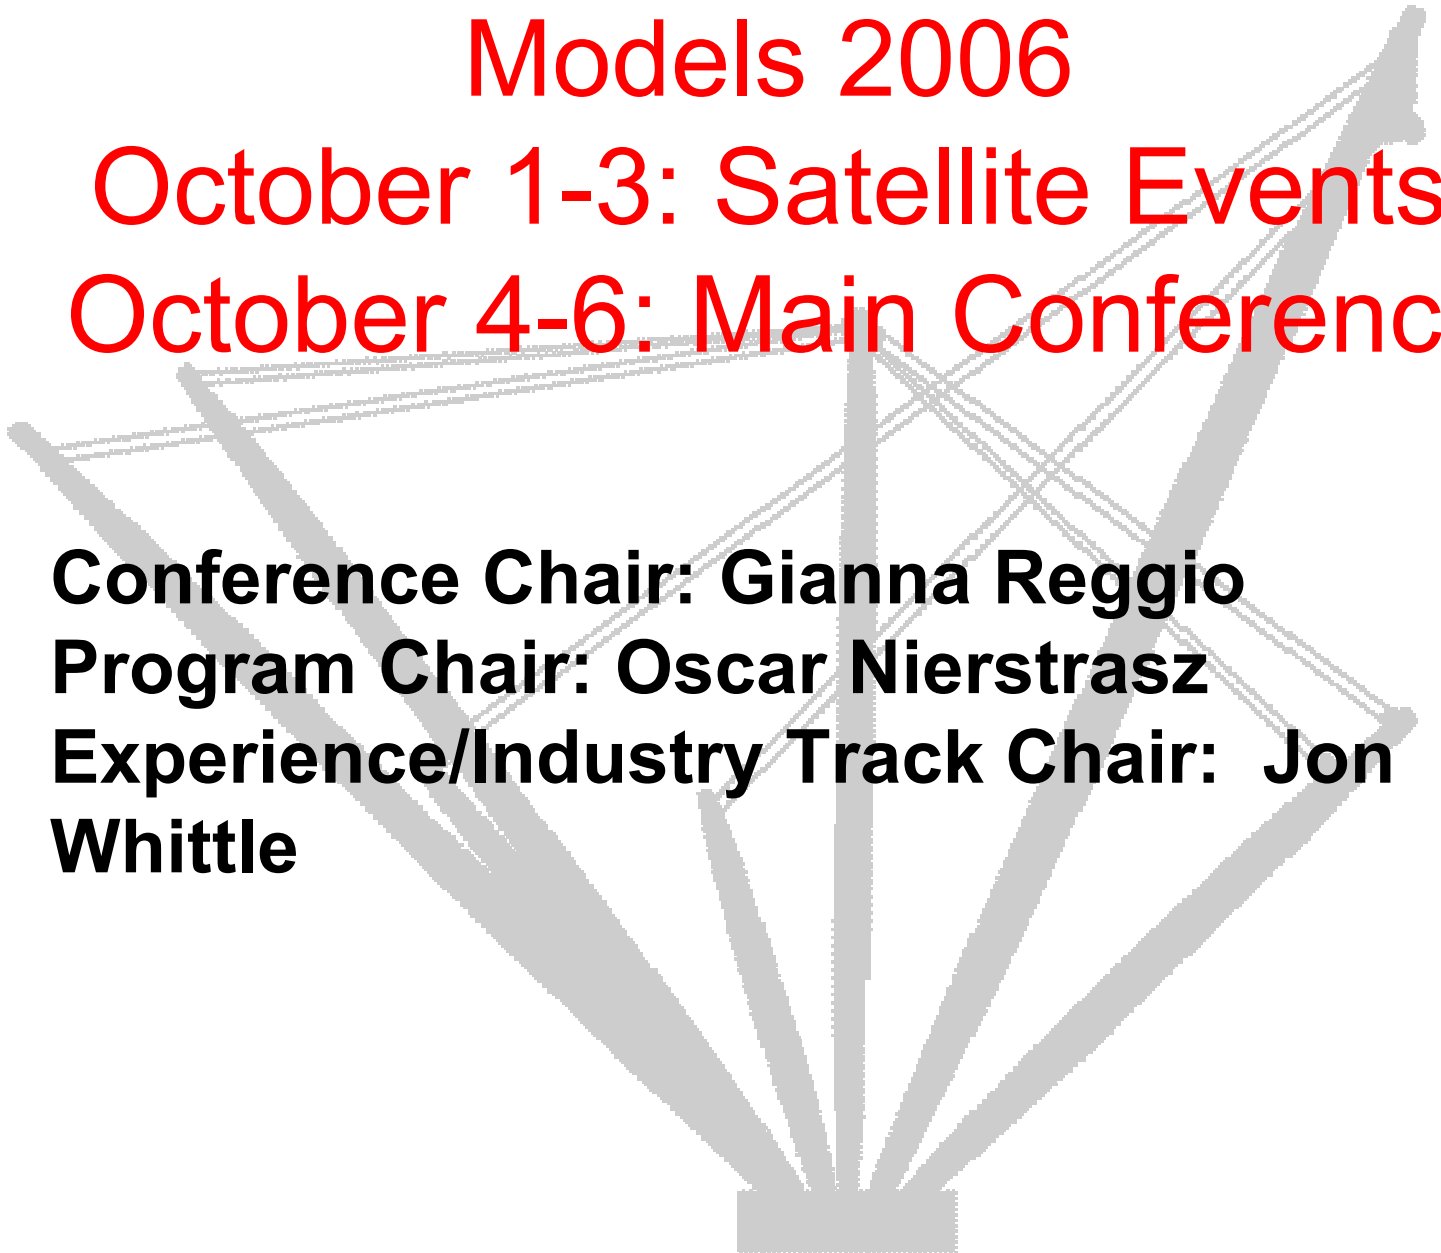 Models 2006
October 1-3: Satellite Events
October 4-6: Main Conferenc
Conference Chair: Gianna Reggio
Program Chair: Oscar Nierstrasz
Experience/Industry Track Chair:  Jon
Whittle